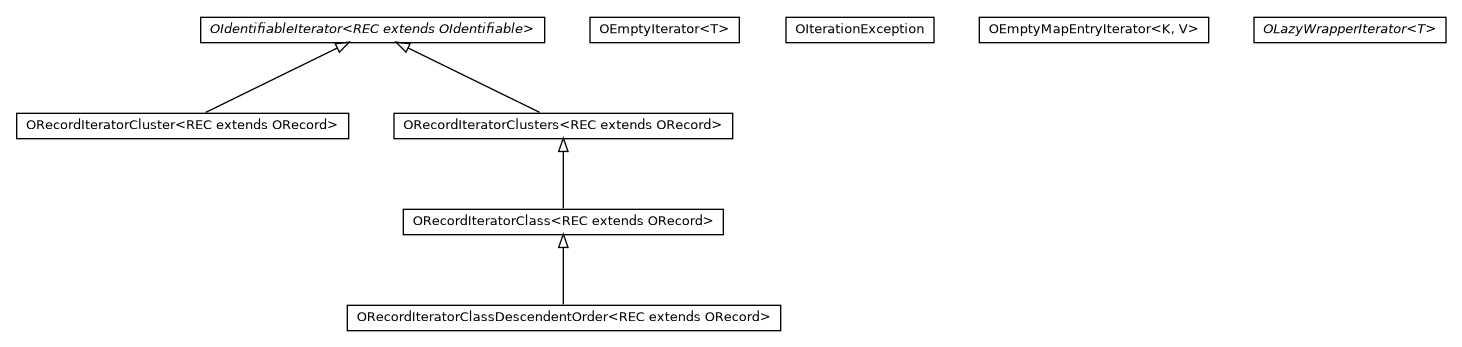 OIdentifiableIterator<REC extends OIdentifiable>
OEmptyIterator<T>
OIterationException
OEmptyMapEntryIterator<K, V>
OLazyWrapperIterator<T>
ORecordIteratorCluster<REC extends ORecord>
ORecordIteratorClusters<REC extends ORecord>
ORecordIteratorClass<REC extends ORecord>
ORecordIteratorClassDescendentOrder<REC extends ORecord>